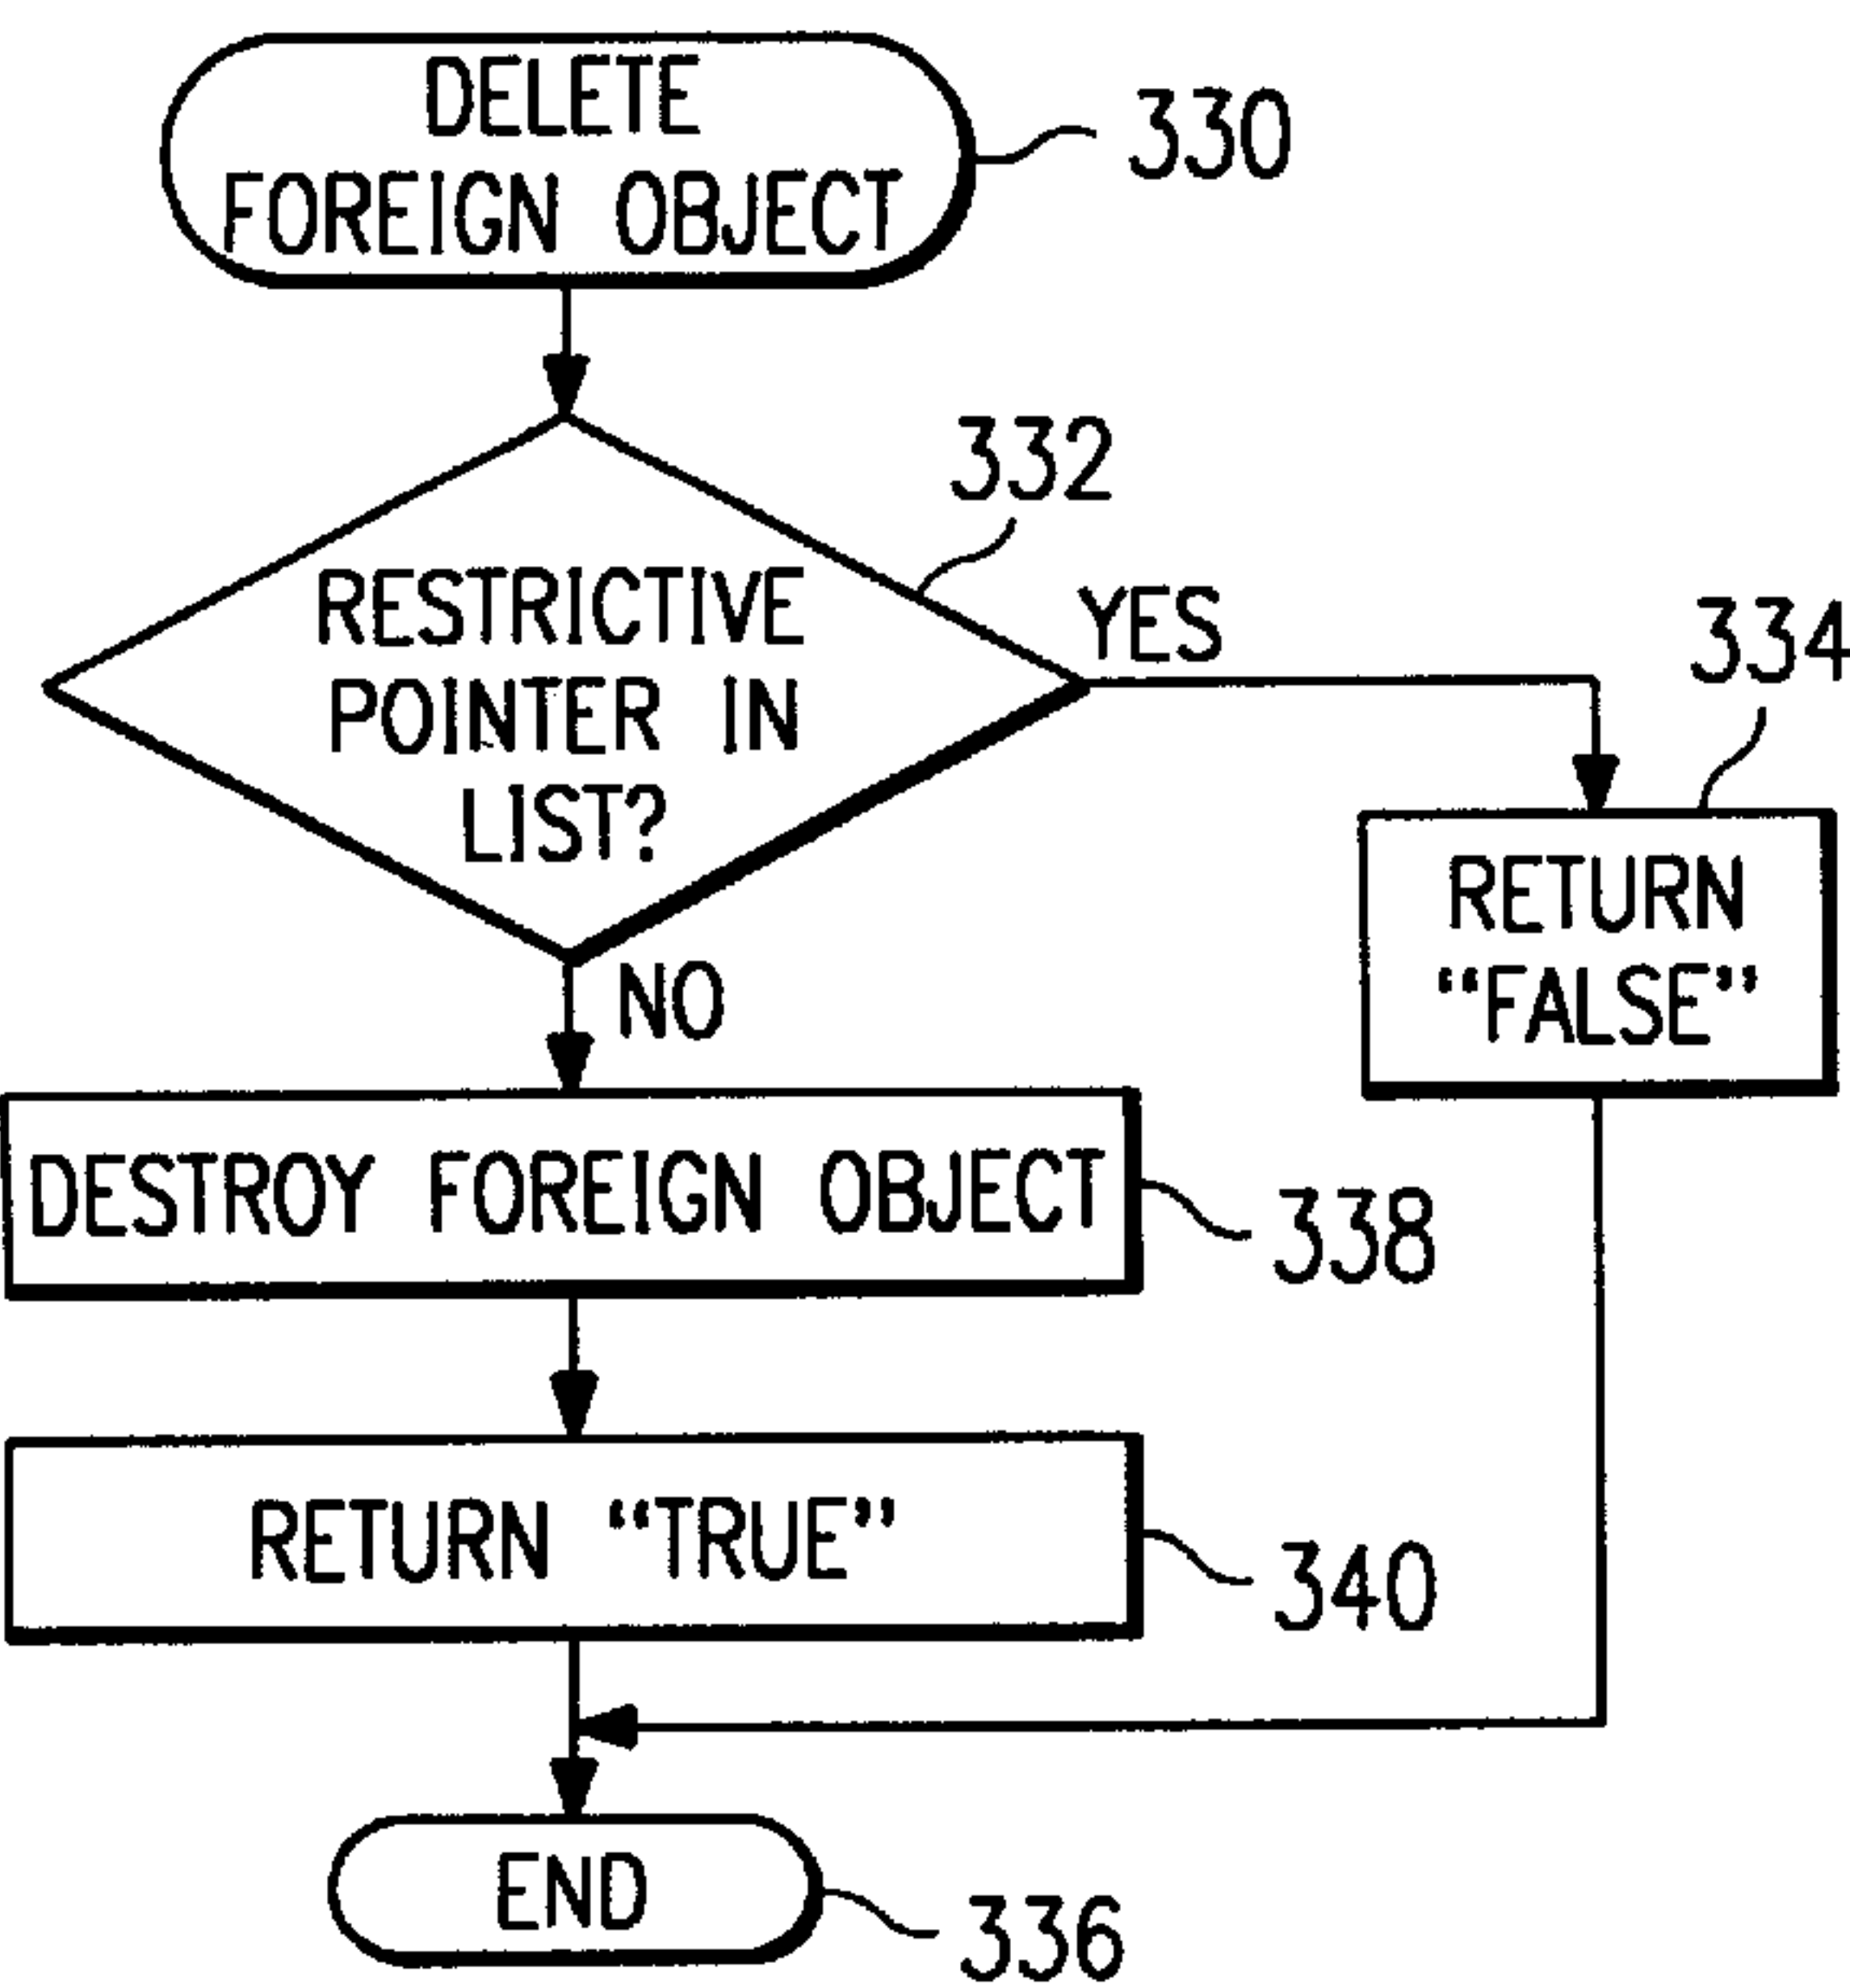 DELETE
FOREIGN OBJECT
330
332
RESTRICTIVE
POINTER IN
LIST?
YES
334
RETURN
“FALSE”
NO
DESTROY FOREIGN OBJECT
338
RETURN “TRUE”
340
END
336